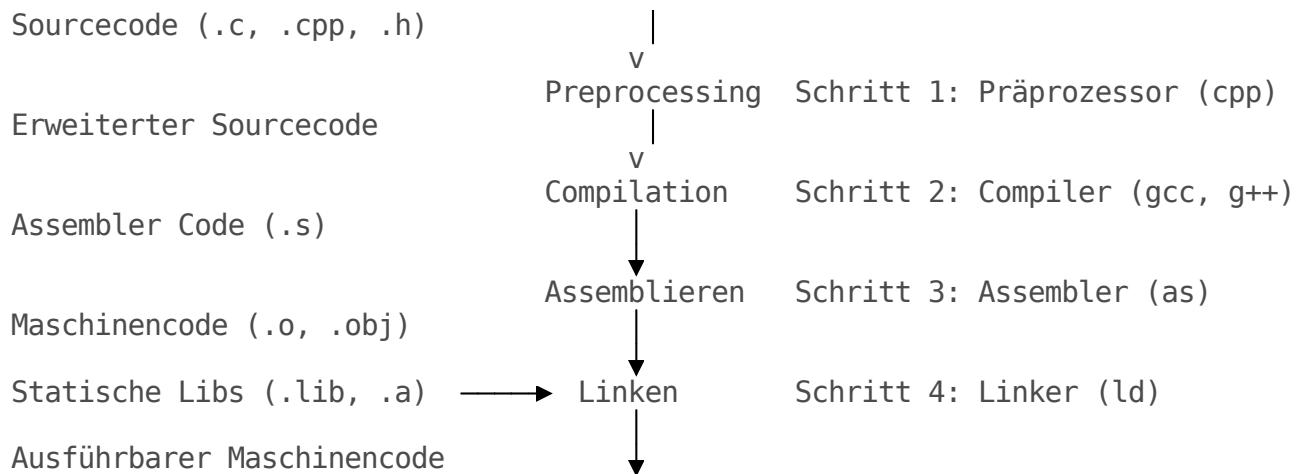 Sourcecode (.c, .cpp, .h)
v
Preprocessing Schritt 1: Präprozessor (cpp)
Erweiterter Sourcecode
v
Compilation Schritt 2: Compiler (gcc, g++)
Assembler Code (.s)
Assemblieren Schritt 3: Assembler (as)
Maschinencode (.o, .obj)
Statische Libs (.lib, .a) Linken Schritt 4: Linker (ld)
Ausführbarer Maschinencode